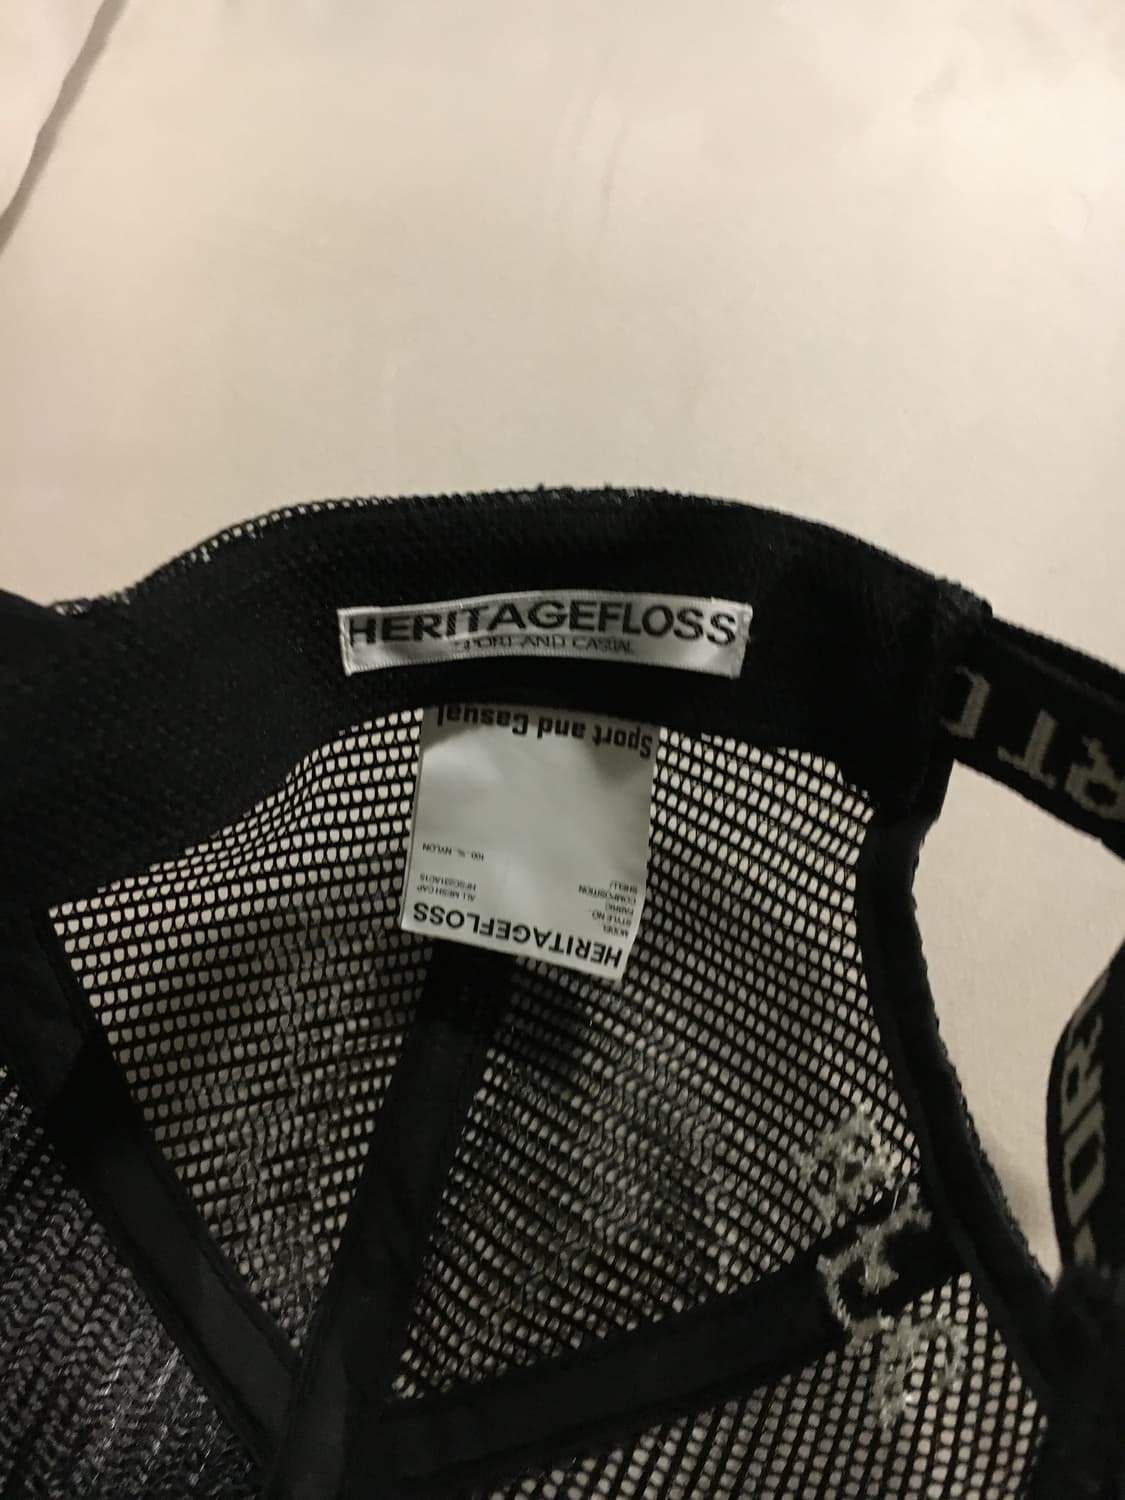 HERITAGEFLOSS
SPORT AND CASUAL
HERITAGEFLOSS
MODEL: ALL MESH CAP
STYLE NO.:
FABRIC
COMPOSITION
SHELL: 100 % NYLON
Sport and Casual